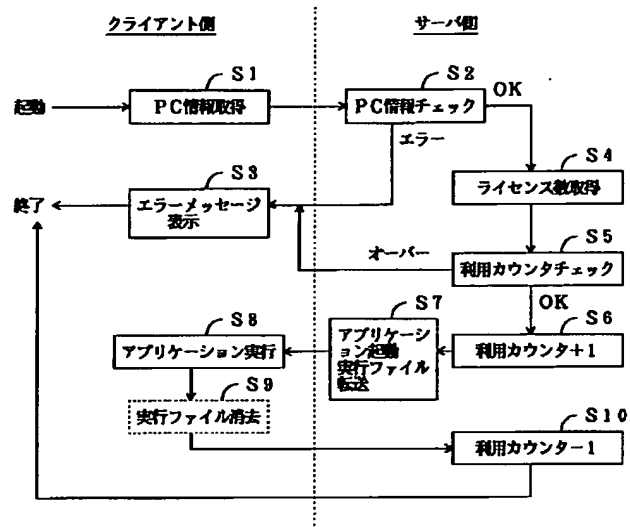 クライアント側
サーバ側
起動
S1
PC情報取得
S2
PC情報チェック
OK
エラー
S3
エラーメッセージ
表示
終了
S4
ライセンス数取得
S5
利用カウンタチェック
オーバー
OK
S6
利用カウンタ+1
S7
アプリケーシ
ョン起動
実行ファイル
転送
S8
アプリケーション実行
S9
実行ファイル消去
S10
利用カウンタ-1